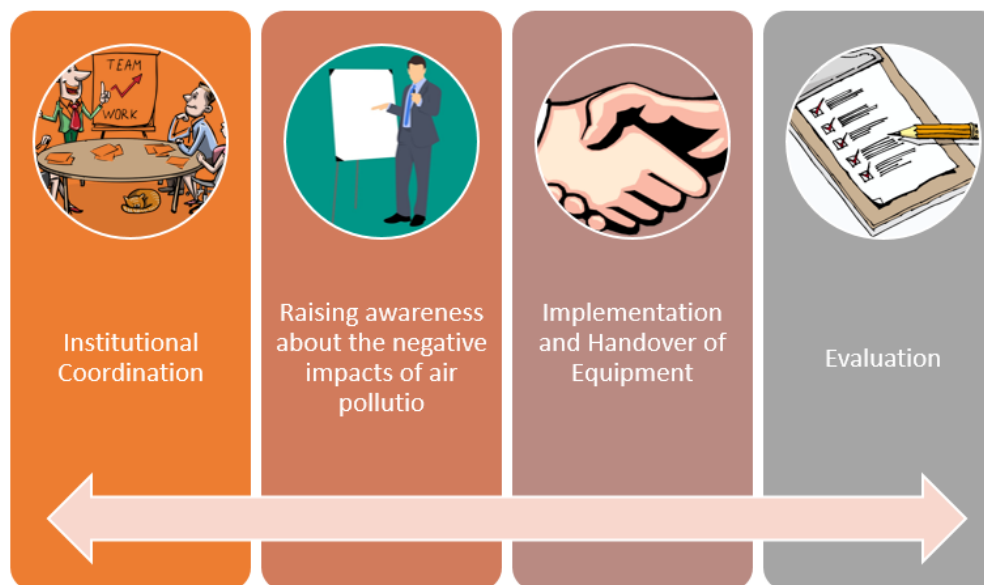 TEAM
WORK
Institutional
Coordination
Raising awareness
about the negative
impacts of air
pollutio
Implementation
and Handover of
Equipment
Evaluation